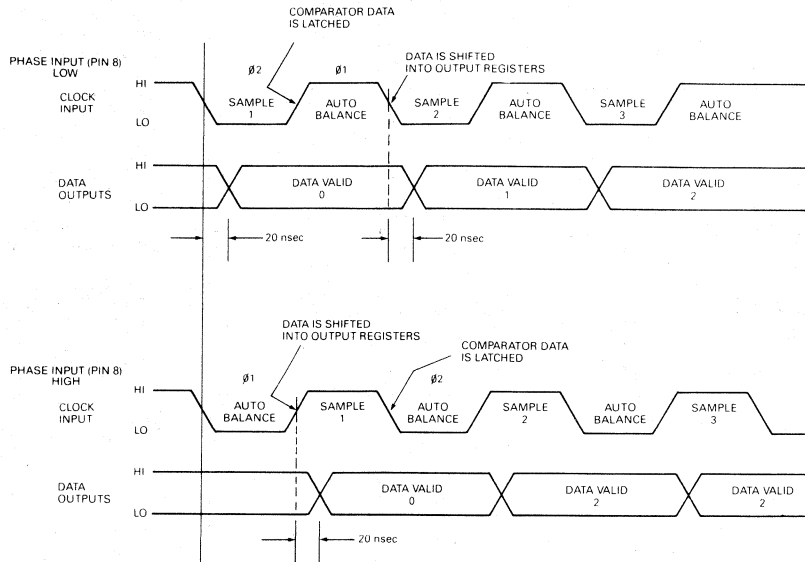 COMPARATOR DATA
IS LATCHED
PHASE INPUT (PIN 8)
LOW
CLOCK
INPUT
HI
LO
Ø2
Ø1
DATA IS SHIFTED
INTO OUTPUT REGISTERS
SAMPLE
1
AUTO
BALANCE
SAMPLE
2
AUTO
BALANCE
SAMPLE
3
AUTO
BALANCE
DATA
OUTPUTS
HI
LO
DATA VALID
0
DATA VALID
1
DATA VALID
2
20 nsec
20 nsec
DATA IS SHIFTED
INTO OUTPUT REGISTERS
COMPARATOR DATA
IS LATCHED
PHASE INPUT (PIN 8)
HIGH
CLOCK
INPUT
HI
LO
Ø1
Ø2
AUTO
BALANCE
SAMPLE
1
AUTO
BALANCE
SAMPLE
2
AUTO
BALANCE
SAMPLE
3
DATA
OUTPUTS
HI
LO
DATA VALID
0
DATA VALID
2
DATA VALID
2
20 nsec